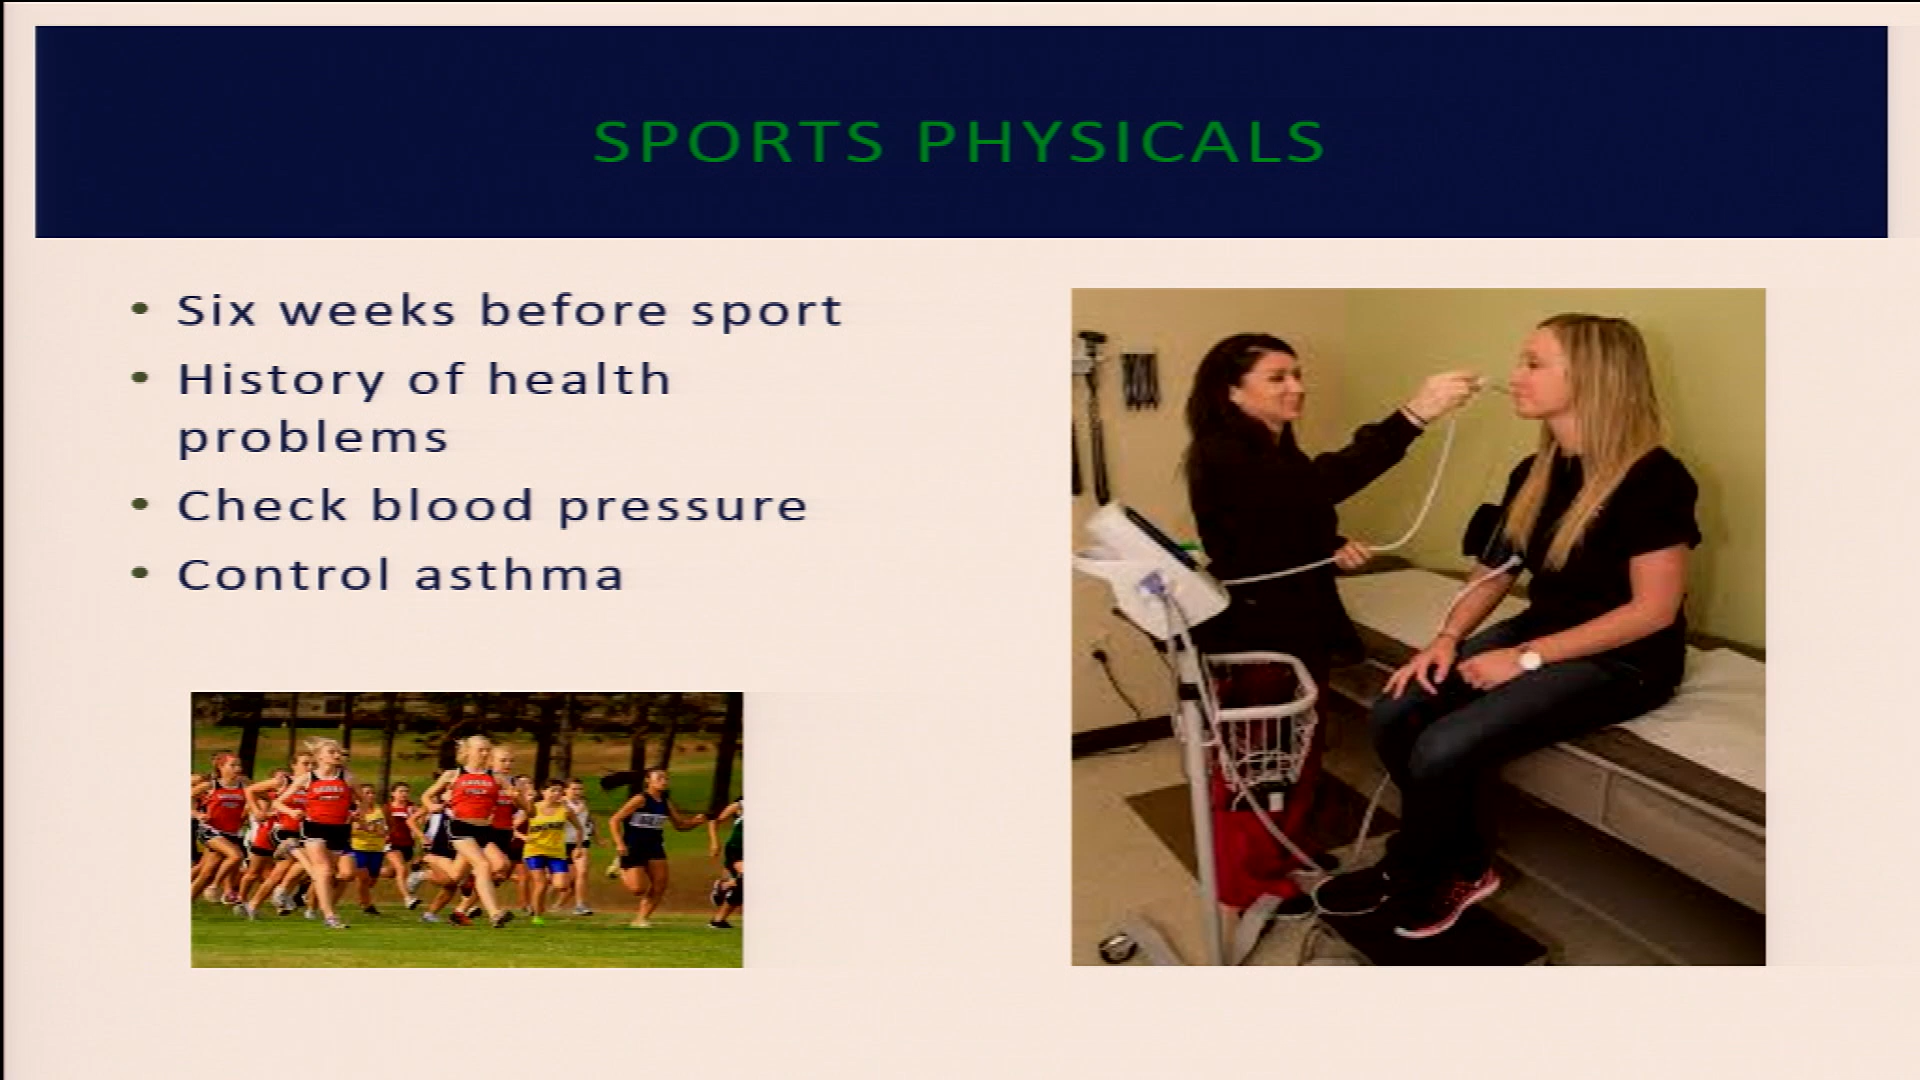 SPORTS PHYSICALS
• Six weeks before sport
• History of health
problems
• Check blood pressure
• Control asthma